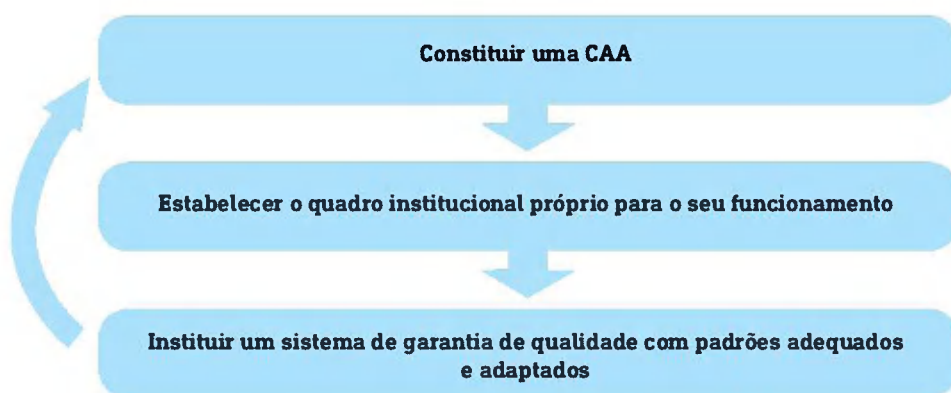 Constituir uma CAA
Estabelecer o quadro institucional próprio para o seu funcionamento
Instituir um sistema de garantia de qualidade com padrões adequados
e adaptados